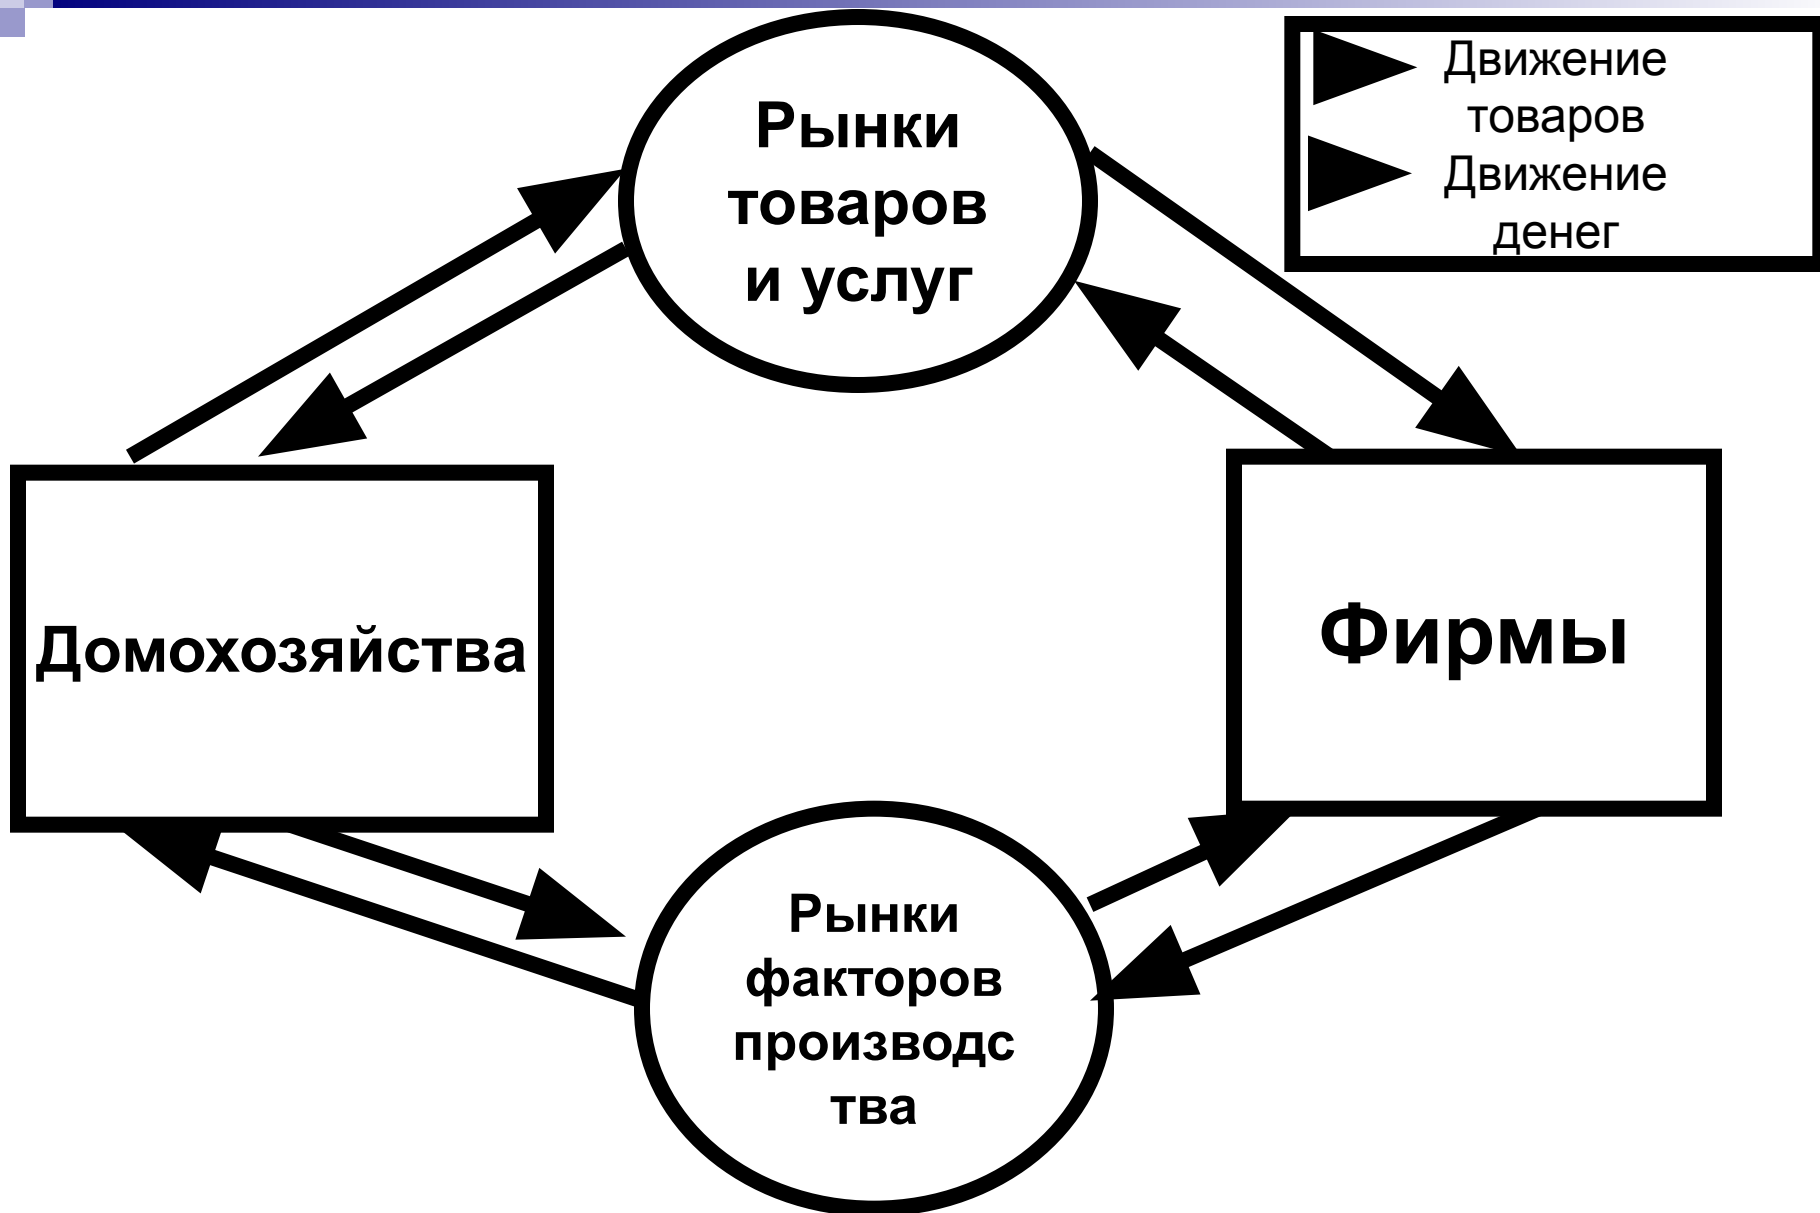 Рынки
товаров
и услуг
Движение
товаров
Движение
денег
Домохозяйства
Фирмы
Рынки
факторов
производс
тва